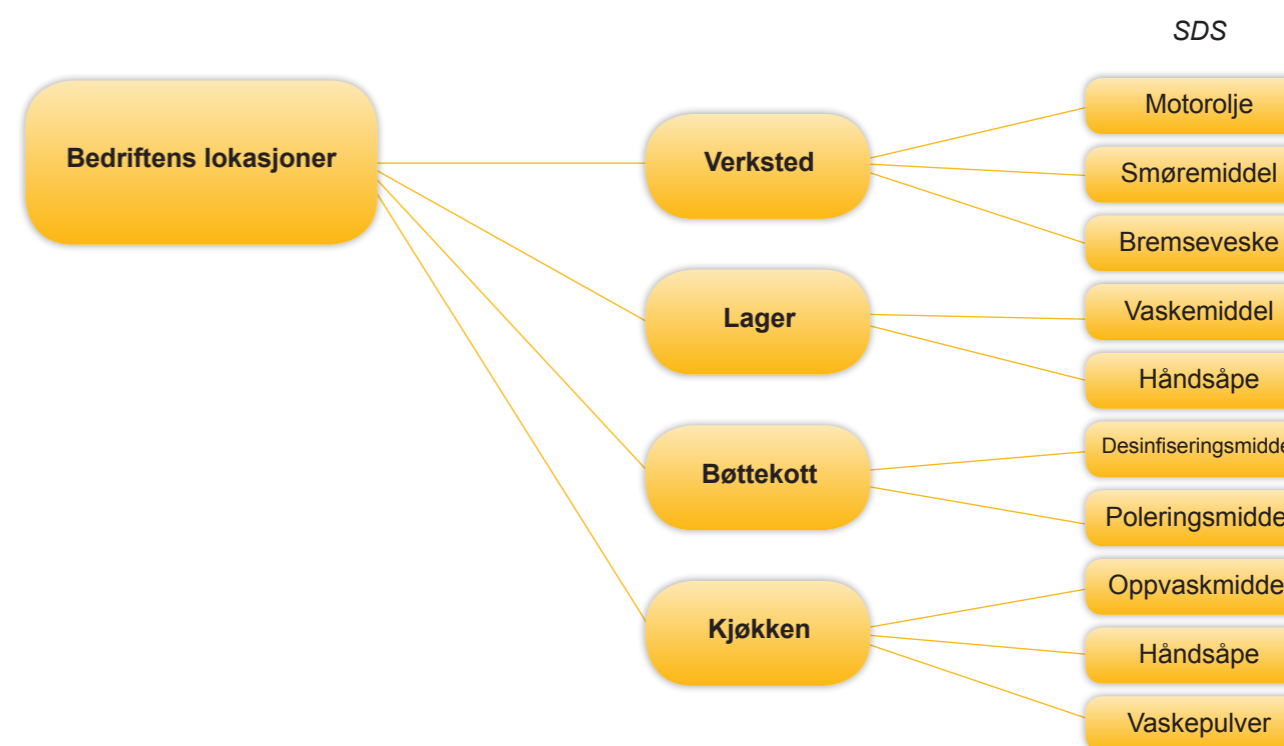 SDS
Bedriftens lokasjoner
Verksted
Motorolje
Smøremiddel
Bremseveske
Lager
Vaskemiddel
Håndsåpe
Bøttekott
Desinfiseringsmidde
Poleringsmidde
Kjøkken
Oppvaskmidde
Håndsåpe
Vaskepulver